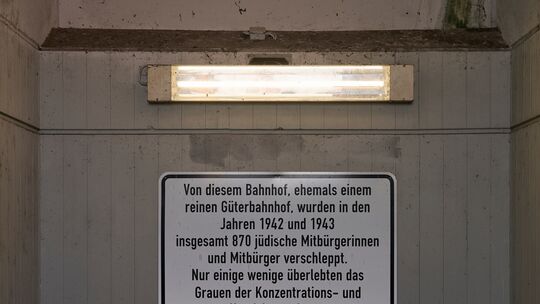 Von diesem Bahnhof, ehemals einem
reinen Güterbahnhof, wurden in den
Jahren 1942 und 1943
insgesamt 870 jüdische Mitbürgerinnen
und Mitbürger verschleppt.
Nur einige wenige überlebten das
Grauen der Konzentrations- und